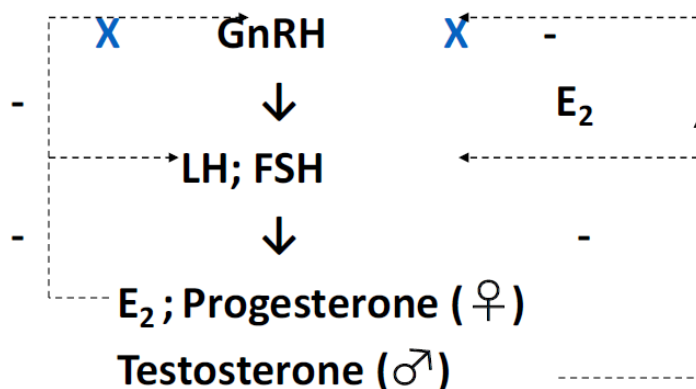 X GnRH X -
- ↓ E₂
LH; FSH
- ↓ -
E₂ ; Progesterone (♀)
Testosterone (♂)